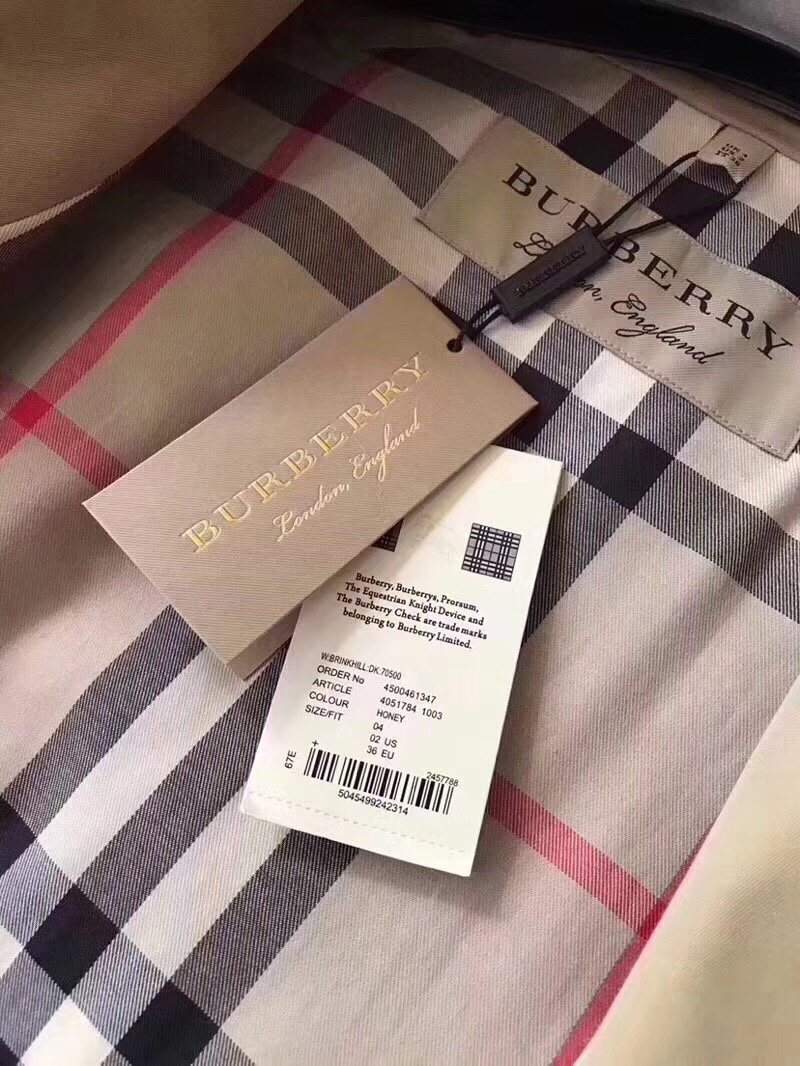 BURBERRY
London, England
BURBERRY
BURBERRY
London, England
Burberry, Burberrys, Prorsum,
The Equestrian Knight Device and
The Burberry Check are trade marks
belonging to Burberry Limited.
W:BRINKHILL:DK:70500
ORDER No 4500461347
ARTICLE 4051784 1003
COLOUR HONEY
SIZE/FIT 04
02 US
36 EU
67E +
2457788
5045499242314